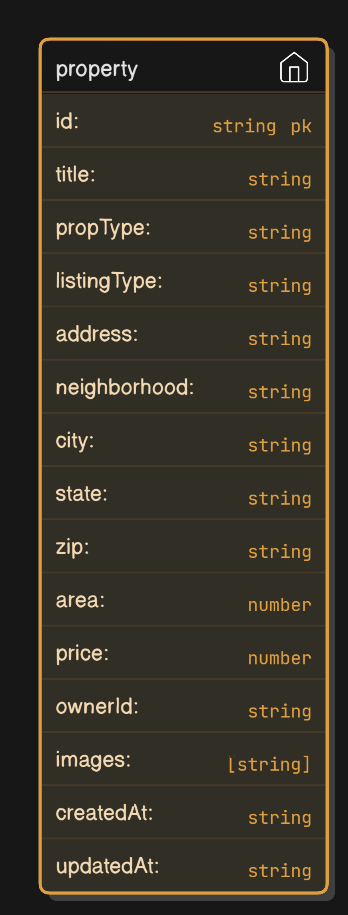 property
id: string pk
title: string
propType: string
listingType: string
address: string
neighborhood: string
city: string
state: string
zip: string
area: number
price: number
ownerId: string
images: [string]
createdAt: string
updatedAt: string